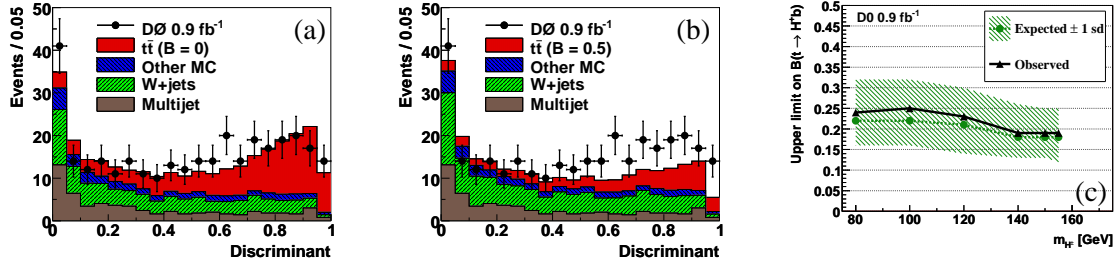 Events / 0.05
50
40
30
20
10
0
0
0.2
0.4
0.6
0.8
1
Discriminant
DØ 0.9 fb⁻¹
(a)
tt̄ (B = 0)
Other MC
W+jets
Multijet
Events / 0.05
50
40
30
20
10
0
0
0.2
0.4
0.6
0.8
1
Discriminant
DØ 0.9 fb⁻¹
(b)
tt̄ (B = 0.5)
Other MC
W+jets
Multijet
Upper limit on B(t → H⁺b)
0.5
0.45
0.4
0.35
0.3
0.25
0.2
0.15
0.1
0.05
0
D0 0.9 fb⁻¹
Expected ± 1 sd
Observed
(c)
80
100
120
140
160
m [GeV]